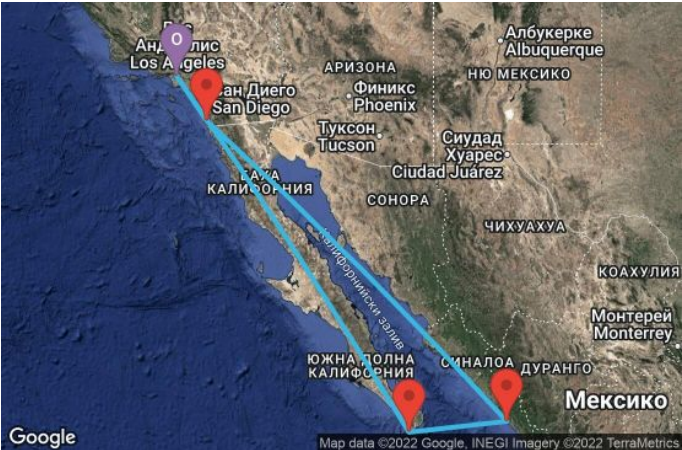 О
Лос
Los Angeles
Сан Диего
San Diego
АРИЗОНА
Финикс
Phoenix
Тусон
Tucson
Албукерке
Albuquerque
НЮ МЕКСИКО
Сиудад
Хуарес
Ciudad Juárez
БАХА
КАЛИФОРНИЯ
СОНОРА
ЧИХУАХУА
КОАХУИЛА
Калифорнийски залив
Монтерей
Monterrey
ЮЖНА ДОЛНА
КАЛИФОРНИЯ
СИНАЛОА
ДУРАНГО
Мексико
Google
Map data ©2022 Google, INEGI Imagery ©2022 TerraMetrics